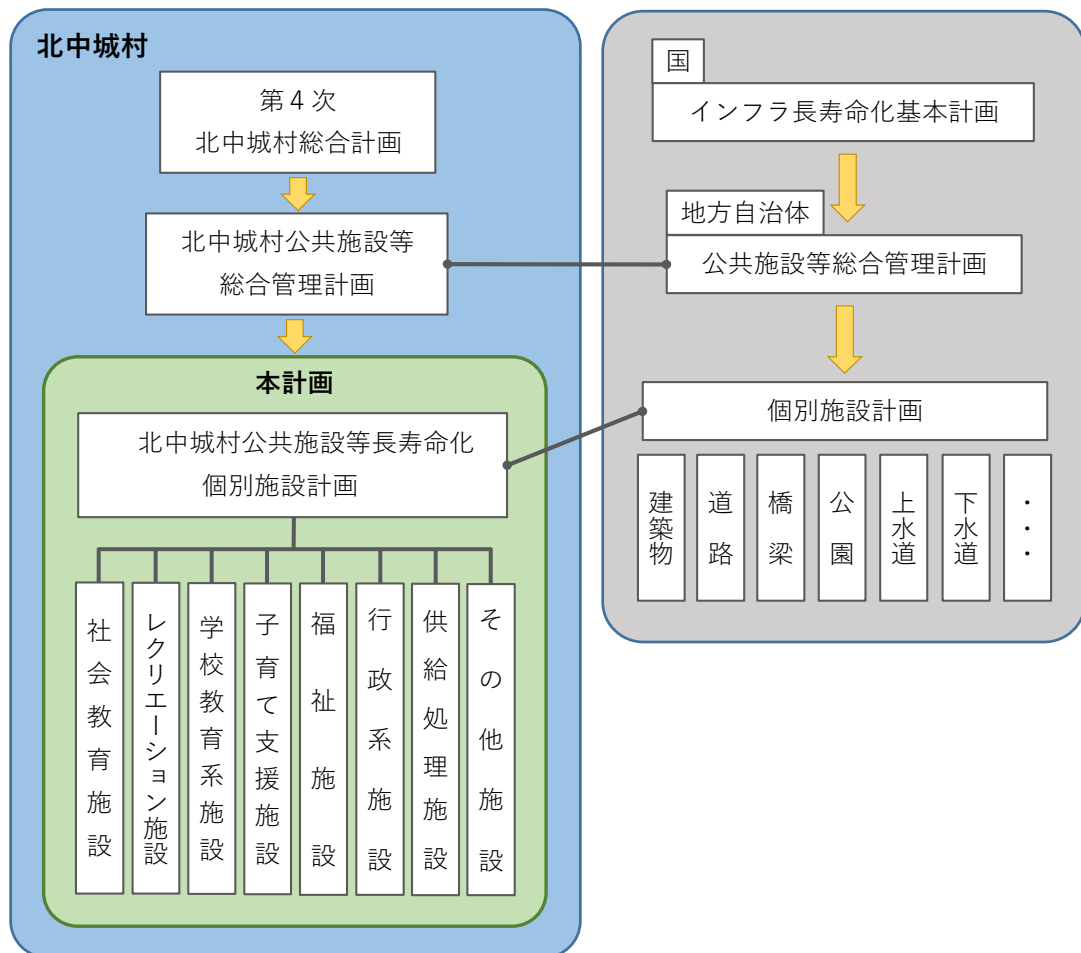 北中城村
第４次
北中城村総合計画
北中城村公共施設等
総合管理計画
本計画
北中城村公共施設等長寿命化
個別施設計画
社会教育施設
レクリエーション施設
学校教育系施設
子育て支援施設
福祉施設
行政系施設
供給処理施設
その他施設
国
インフラ長寿命化基本計画
地方自治体
公共施設等総合管理計画
個別施設計画
建築物
道路
橋梁
公園
上水道
下水道
・・・